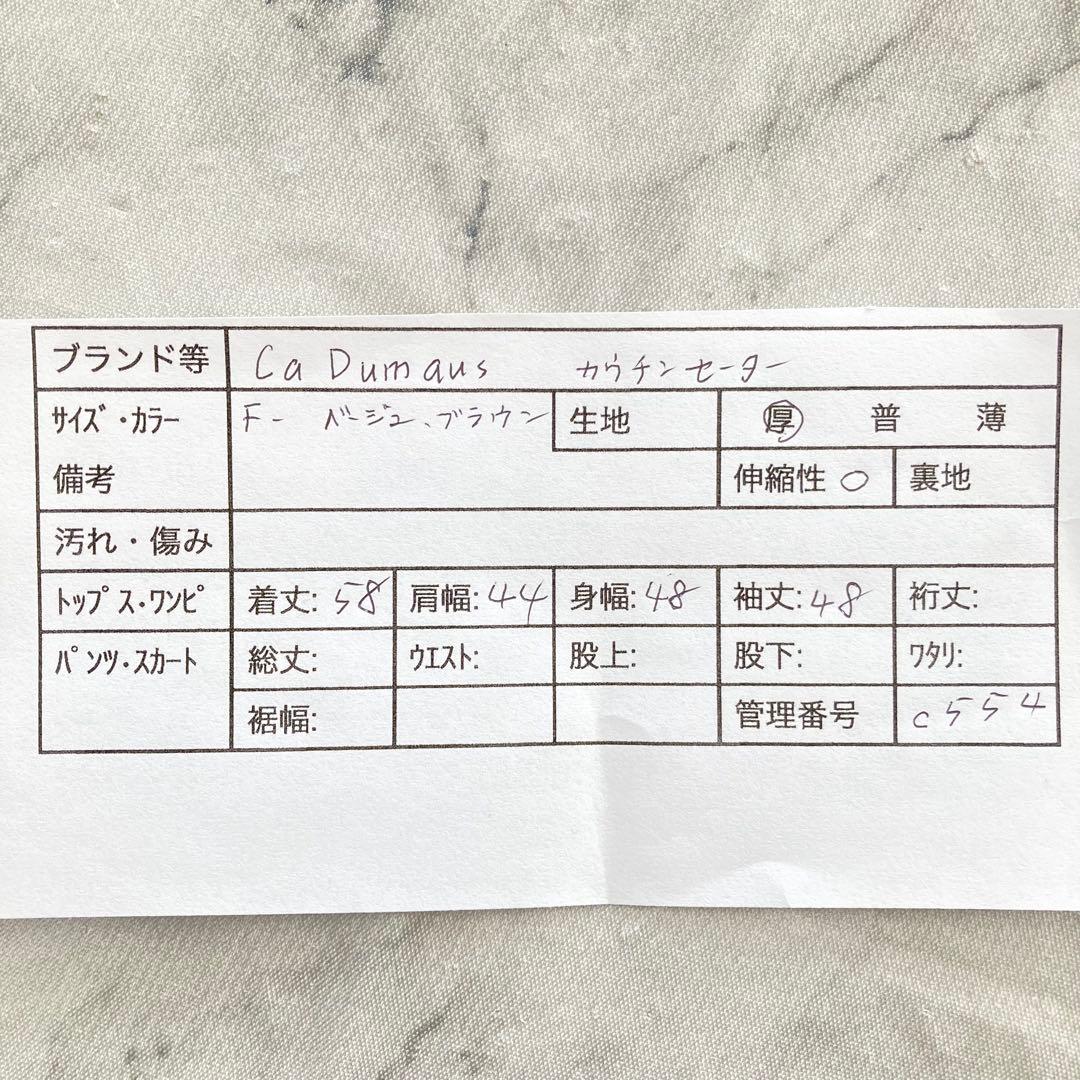 ブランド等 Ca Dumaus カウチンセーター
サイズ・カラー F- ベージュ、ブラウン 生地 厚 普 薄
備考 伸縮性 ○ 裏地
汚れ・傷み
トップス・ワンピ 着丈: 58 肩幅: 44 身幅: 48 袖丈: 48 裄丈:
パンツ・スカート 総丈: ウエスト: 股上: 股下: ワタリ:
裾幅: 管理番号 c554